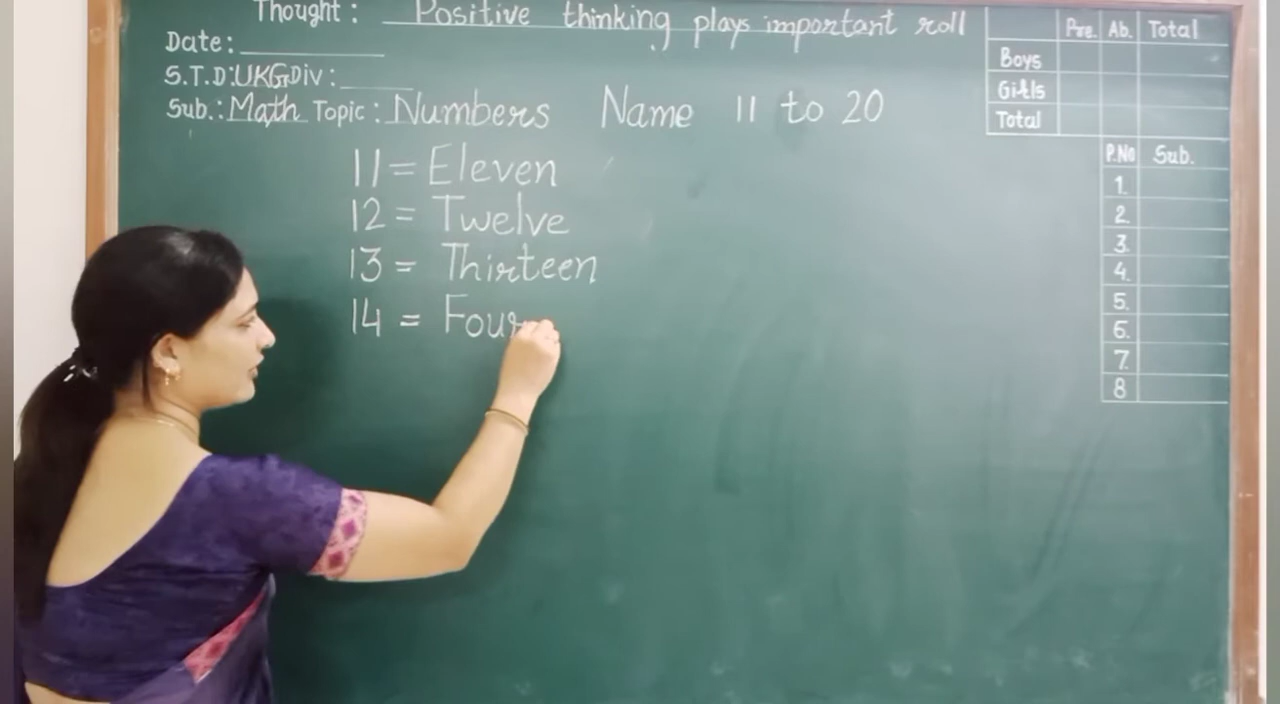 Thought: Positive thinking plays important roll
Date:
S.T.D: UKG Div:
Sub.: Math Topic: Numbers Name 11 to 20
11 = Eleven
12 = Twelve
13 = Thirteen
14 = Four
Pre. Ab. Total
Boys
Girls
Total
P.No Sub.
1.
2.
3.
4.
5.
6.
7.
8